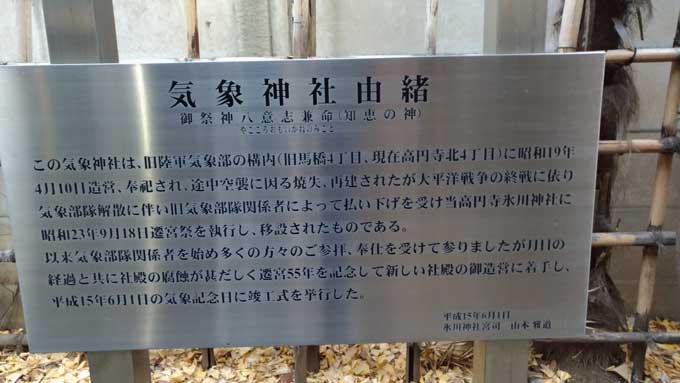 気象神社由緒
御祭神八意志兼命(知恵の神)
やごころおもいかねのみこと
この気象神社は、旧陸軍気象部の構内(旧馬橋4丁目、現在高円寺北4丁目)に昭和19年
4月10日造営、奉祀され、途中空襲に因る焼失、再建されたが大平洋戦争の終戦に依り
気象部隊解散に伴い旧気象部隊関係者によって払い下げを受け当高円寺氷川神社に
昭和23年9月18日遷宮祭を執行し、移設されたものである。
以来気象部隊関係者を始め多くの方々のご参拝、奉仕を受けて参りましたが月日の
経過と共に社殿の腐蝕が甚だしく遷宮55年を記念して新しい社殿の御造営に着手し、
平成15年6月1日の気象記念日に竣工式を挙行した。
平成15年6月1日
氷川神社宮司 山本 雅道